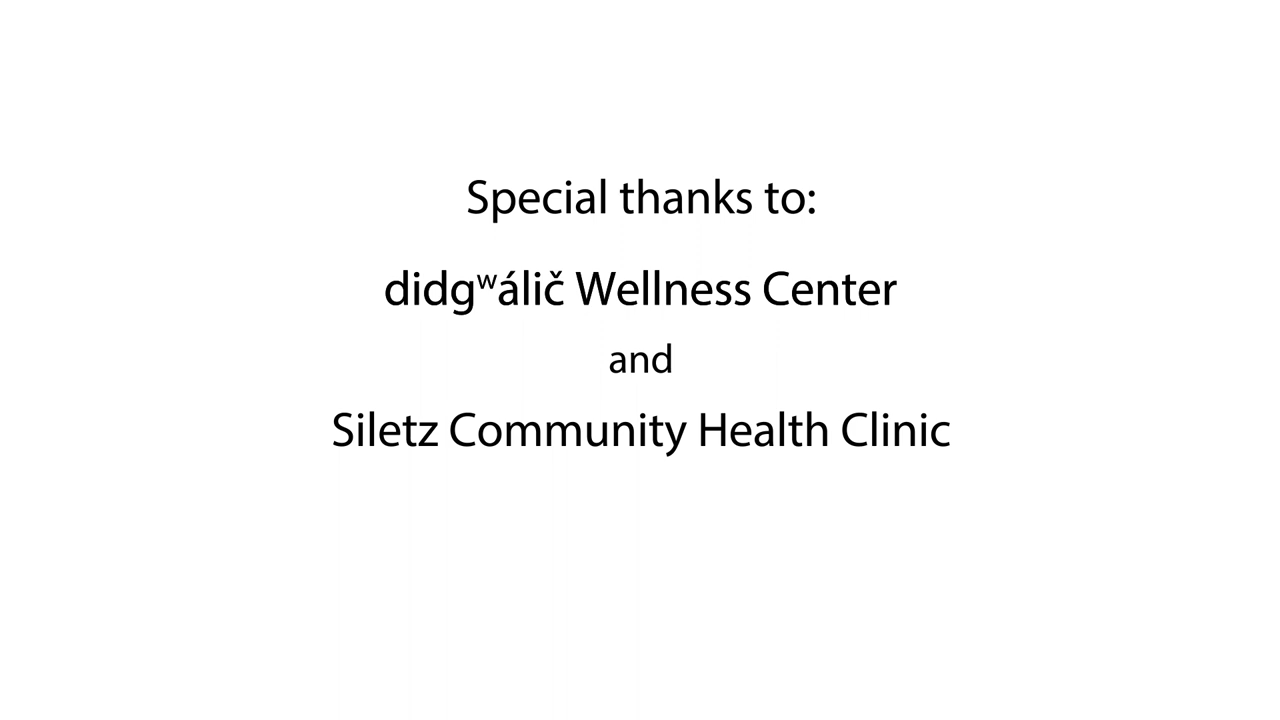 Special thanks to:
didgʷálič Wellness Center
and
Siletz Community Health Clinic